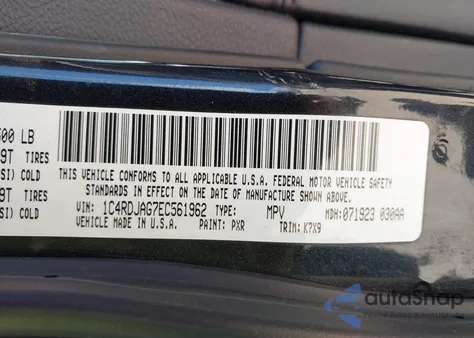 500 LB
9T TIRES
SI) COLD
9T TIRES
SI) COLD
THIS VEHICLE CONFORMS TO ALL APPLICABLE U.S.A. FEDERAL MOTOR VEHICLE SAFETY
STANDARDS IN EFFECT ON THE DATE OF MANUFACTURE SHOWN ABOVE.
VIN: 1C4RDJAG7EC561962 TYPE: MPV MDH: 071923 030AA
VEHICLE MADE IN U.S.A. PAINT: PXR TRIM: K7X9
autoSnap